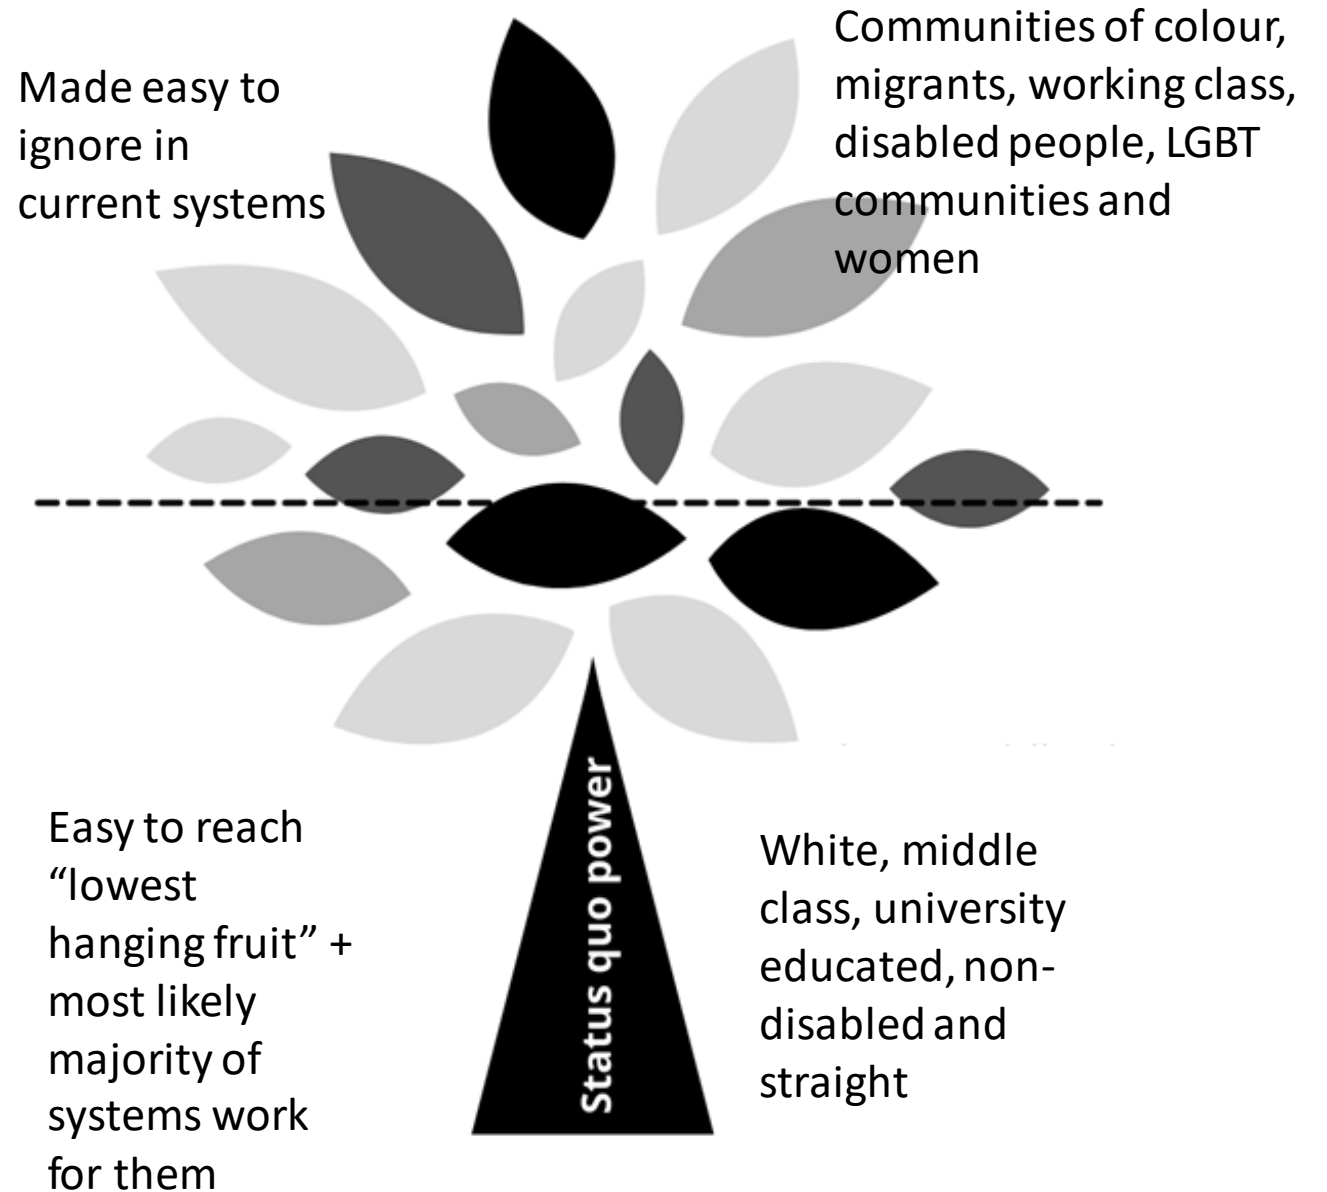 Made easy to
ignore in
current systems
Communities of colour,
migrants, working class,
disabled people, LGBT
communities and
women
Easy to reach
“lowest
hanging fruit” +
most likely
majority of
systems work
for them
Status quo power
White, middle
class, university
educated, non-
disabled and
straight